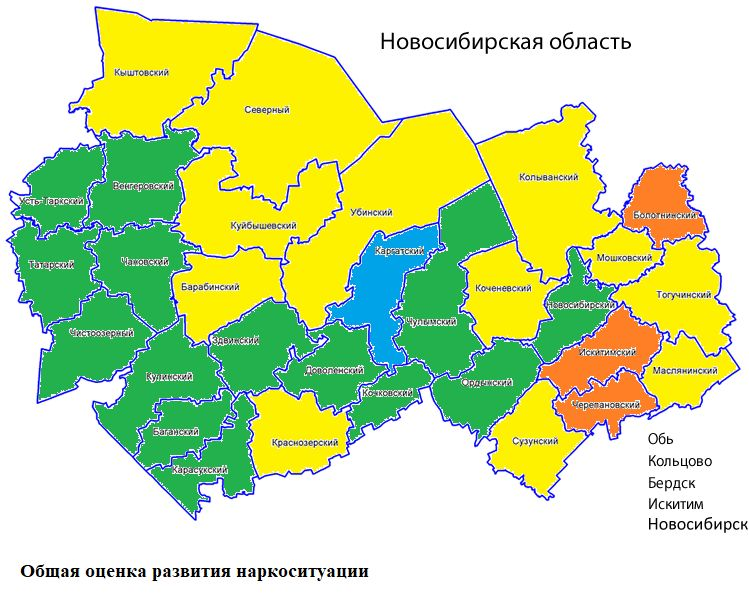 Новосибирская область
Кыштовский
Северный
Усть-Таркский
Венгеровский
Колыванский
Убинский
Болотнинский
Куйбышевский
Каргатский
Мошковский
Татарский
Чановский
Барабинский
Коченевский
Тогучинский
Новосибирский
Чистоозерный
Чулымский
Здвинский
Искитимский
Доволенский
Маслянинский
Купинский
Ордынский
Кочковский
Черепановский
Баганский
Краснозерский
Сузунский
Карасукский
Обь
Кольцово
Бердск
Искитим
Новосибирск
Общая оценка развития наркоситуации